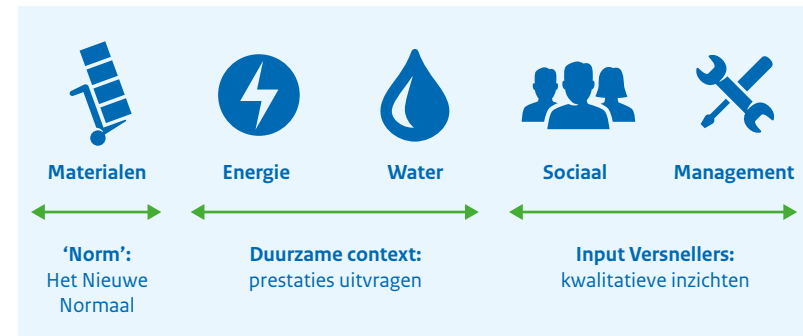 Materialen
Energie
Water
Sociaal
Management
‘Norm’:
Het Nieuwe
Normaal
Duurzame context:
prestaties uitvragen
Input Versnellers:
kwalitatieve inzichten